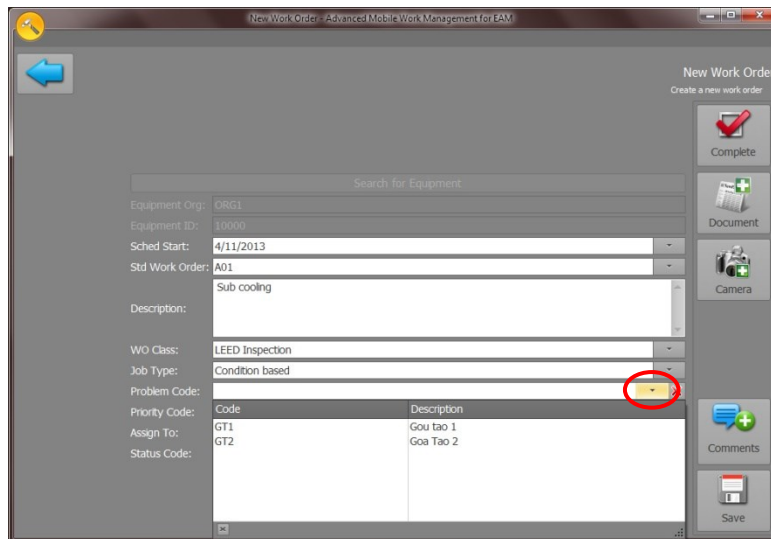 New Work Order - Advanced Mobile Work Management for EAM
New Work Orde
Create a new work order
Complete
Search for Equipment
Equipment Org: ORG1
Equipment ID: 10000
Document
Sched Start: 4/11/2013
Std Work Order: A01
Description: Sub cooling
Camera
WO Class: LEED Inspection
Job Type: Condition based
Problem Code:
Priority Code:
Assign To:
Status Code:
Code Description
GT1 Gou tao 1
GT2 Goa Tao 2
Comments
Save